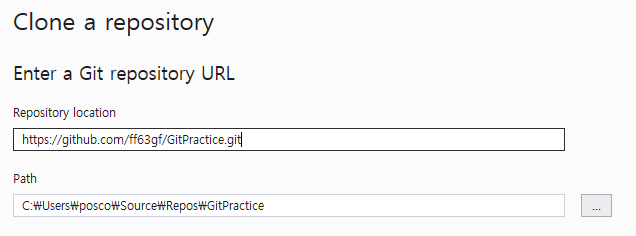 Clone a repository
Enter a Git repository URL
Repository location
https://github.com/ff63gf/GitPractice.git
Path
C:₩Users₩posco₩Source₩Repos₩GitPractice
...